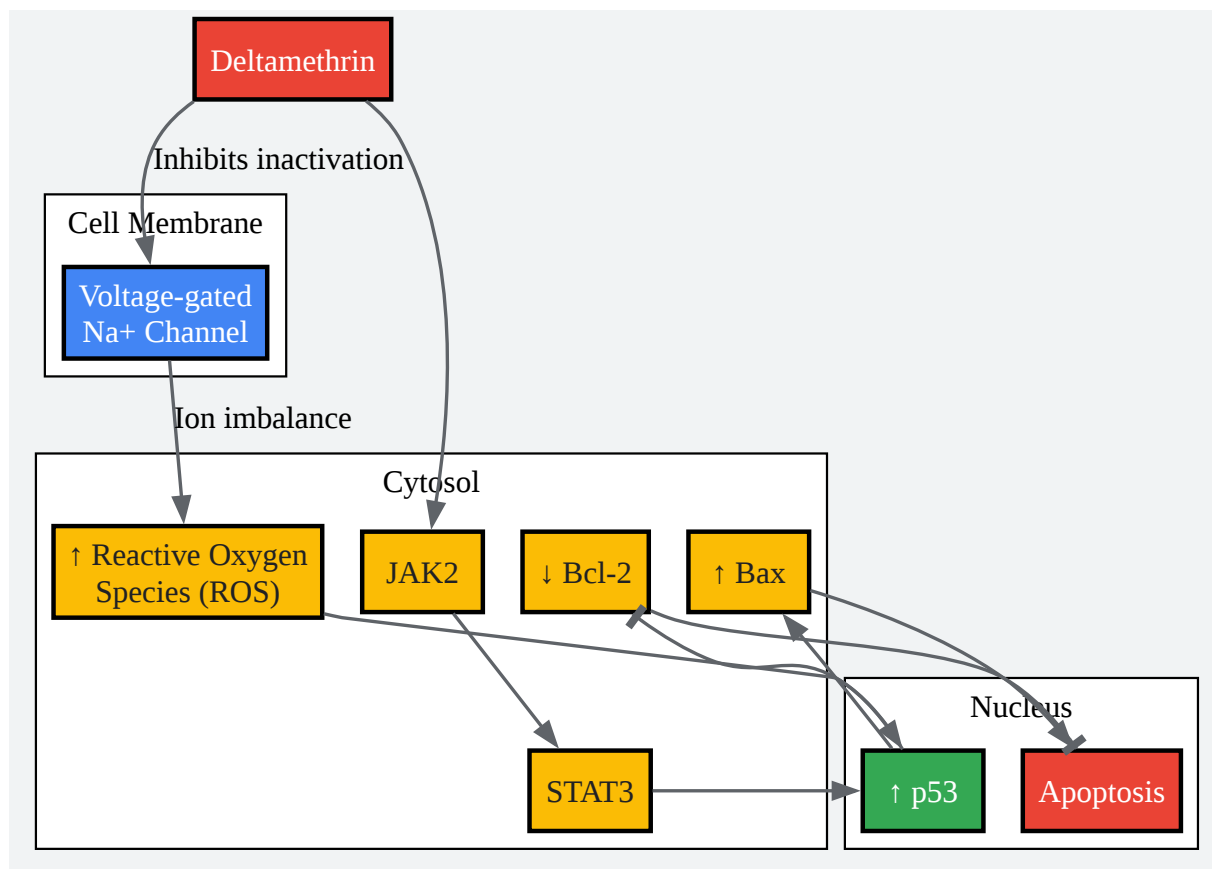 Deltamethrin
Inhibits inactivation
Cell Membrane
Voltage-gated
Na+ Channel
Ion imbalance
Cytosol
↑ Reactive Oxygen
Species (ROS)
JAK2
↓ Bcl-2
↑ Bax
Nucleus
STAT3
↑ p53
Apoptosis